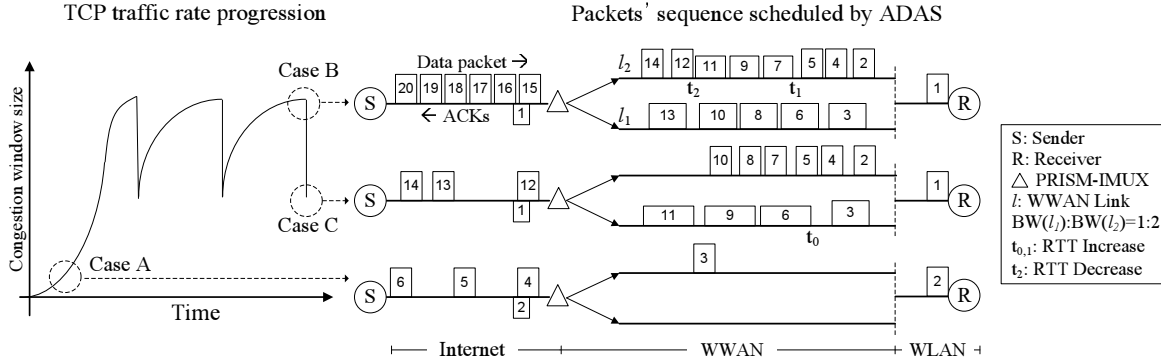 TCP traffic rate progression
Packets' sequence scheduled by ADAS
Congestion window size
Time
Case B
Case C
Case A
S
Data packet →
20 19 18 17 16 15
1
← ACKs
l2
14 12 11 9 7 5 4 2
t2 t1
l1
13 10 8 6 3
1
R
S
14 13 12
1
10 8 7 5 4 2
11 9 6 3
t0
1
R
S
6 5 4
2
3
2
R
Internet
WWAN
WLAN
S: Sender
R: Receiver
△ PRISM-IMUX
l: WWAN Link
BW(l1):BW(l2)=1:2
t0,1: RTT Increase
t2: RTT Decrease